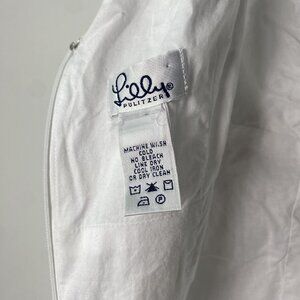 Lilly®
PULITZER
MACHINE WASH
COLD
NO BLEACH
LINE DRY
COOL IRON
OR DRY CLEAN
P